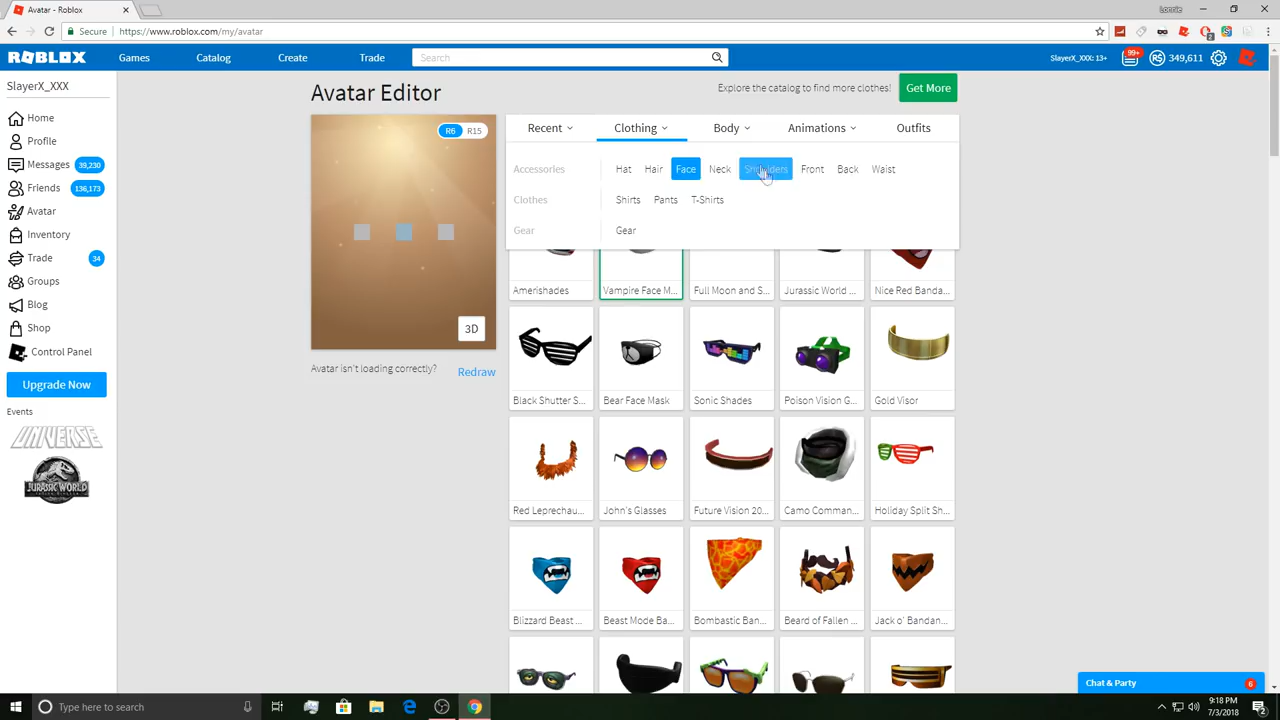 Avatar - Roblox
Lonnie
Secure
https://www.roblox.com/my/avatar
2
ROBLOX
Games
Catalog
Create
Trade
Search
SlayerX_XXX: 13+
99+
349,611
SlayerX_XXX
Home
Profile
Messages
39,230
Friends
136,173
Avatar
Inventory
Trade
34
Groups
Blog
Shop
Control Panel
Upgrade Now
Events
UNIVERSE
JURASSIC WORLD
Avatar Editor
Explore the catalog to find more clothes!
Get More
R6
R15
3D
Avatar isn't loading correctly?
Redraw
Recent
Clothing
Body
Animations
Outfits
Accessories
Hat
Hair
Face
Neck
Shoulders
Front
Back
Waist
Clothes
Shirts
Pants
T-Shirts
Gear
Gear
Amerishades
Vampire Face M...
Full Moon and S...
Jurassic World ...
Nice Red Banda...
Black Shutter S...
Bear Face Mask
Sonic Shades
Poison Vision G...
Gold Visor
Red Leprechau...
John's Glasses
Future Vision 20...
Camo Comman...
Holiday Split Sh...
Blizzard Beast ...
Beast Mode Ba...
Bombastic Ban...
Beard of Fallen ...
Jack o' Bandan...
Chat & Party
6
Type here to search
9:18 PM
7/3/2018
2